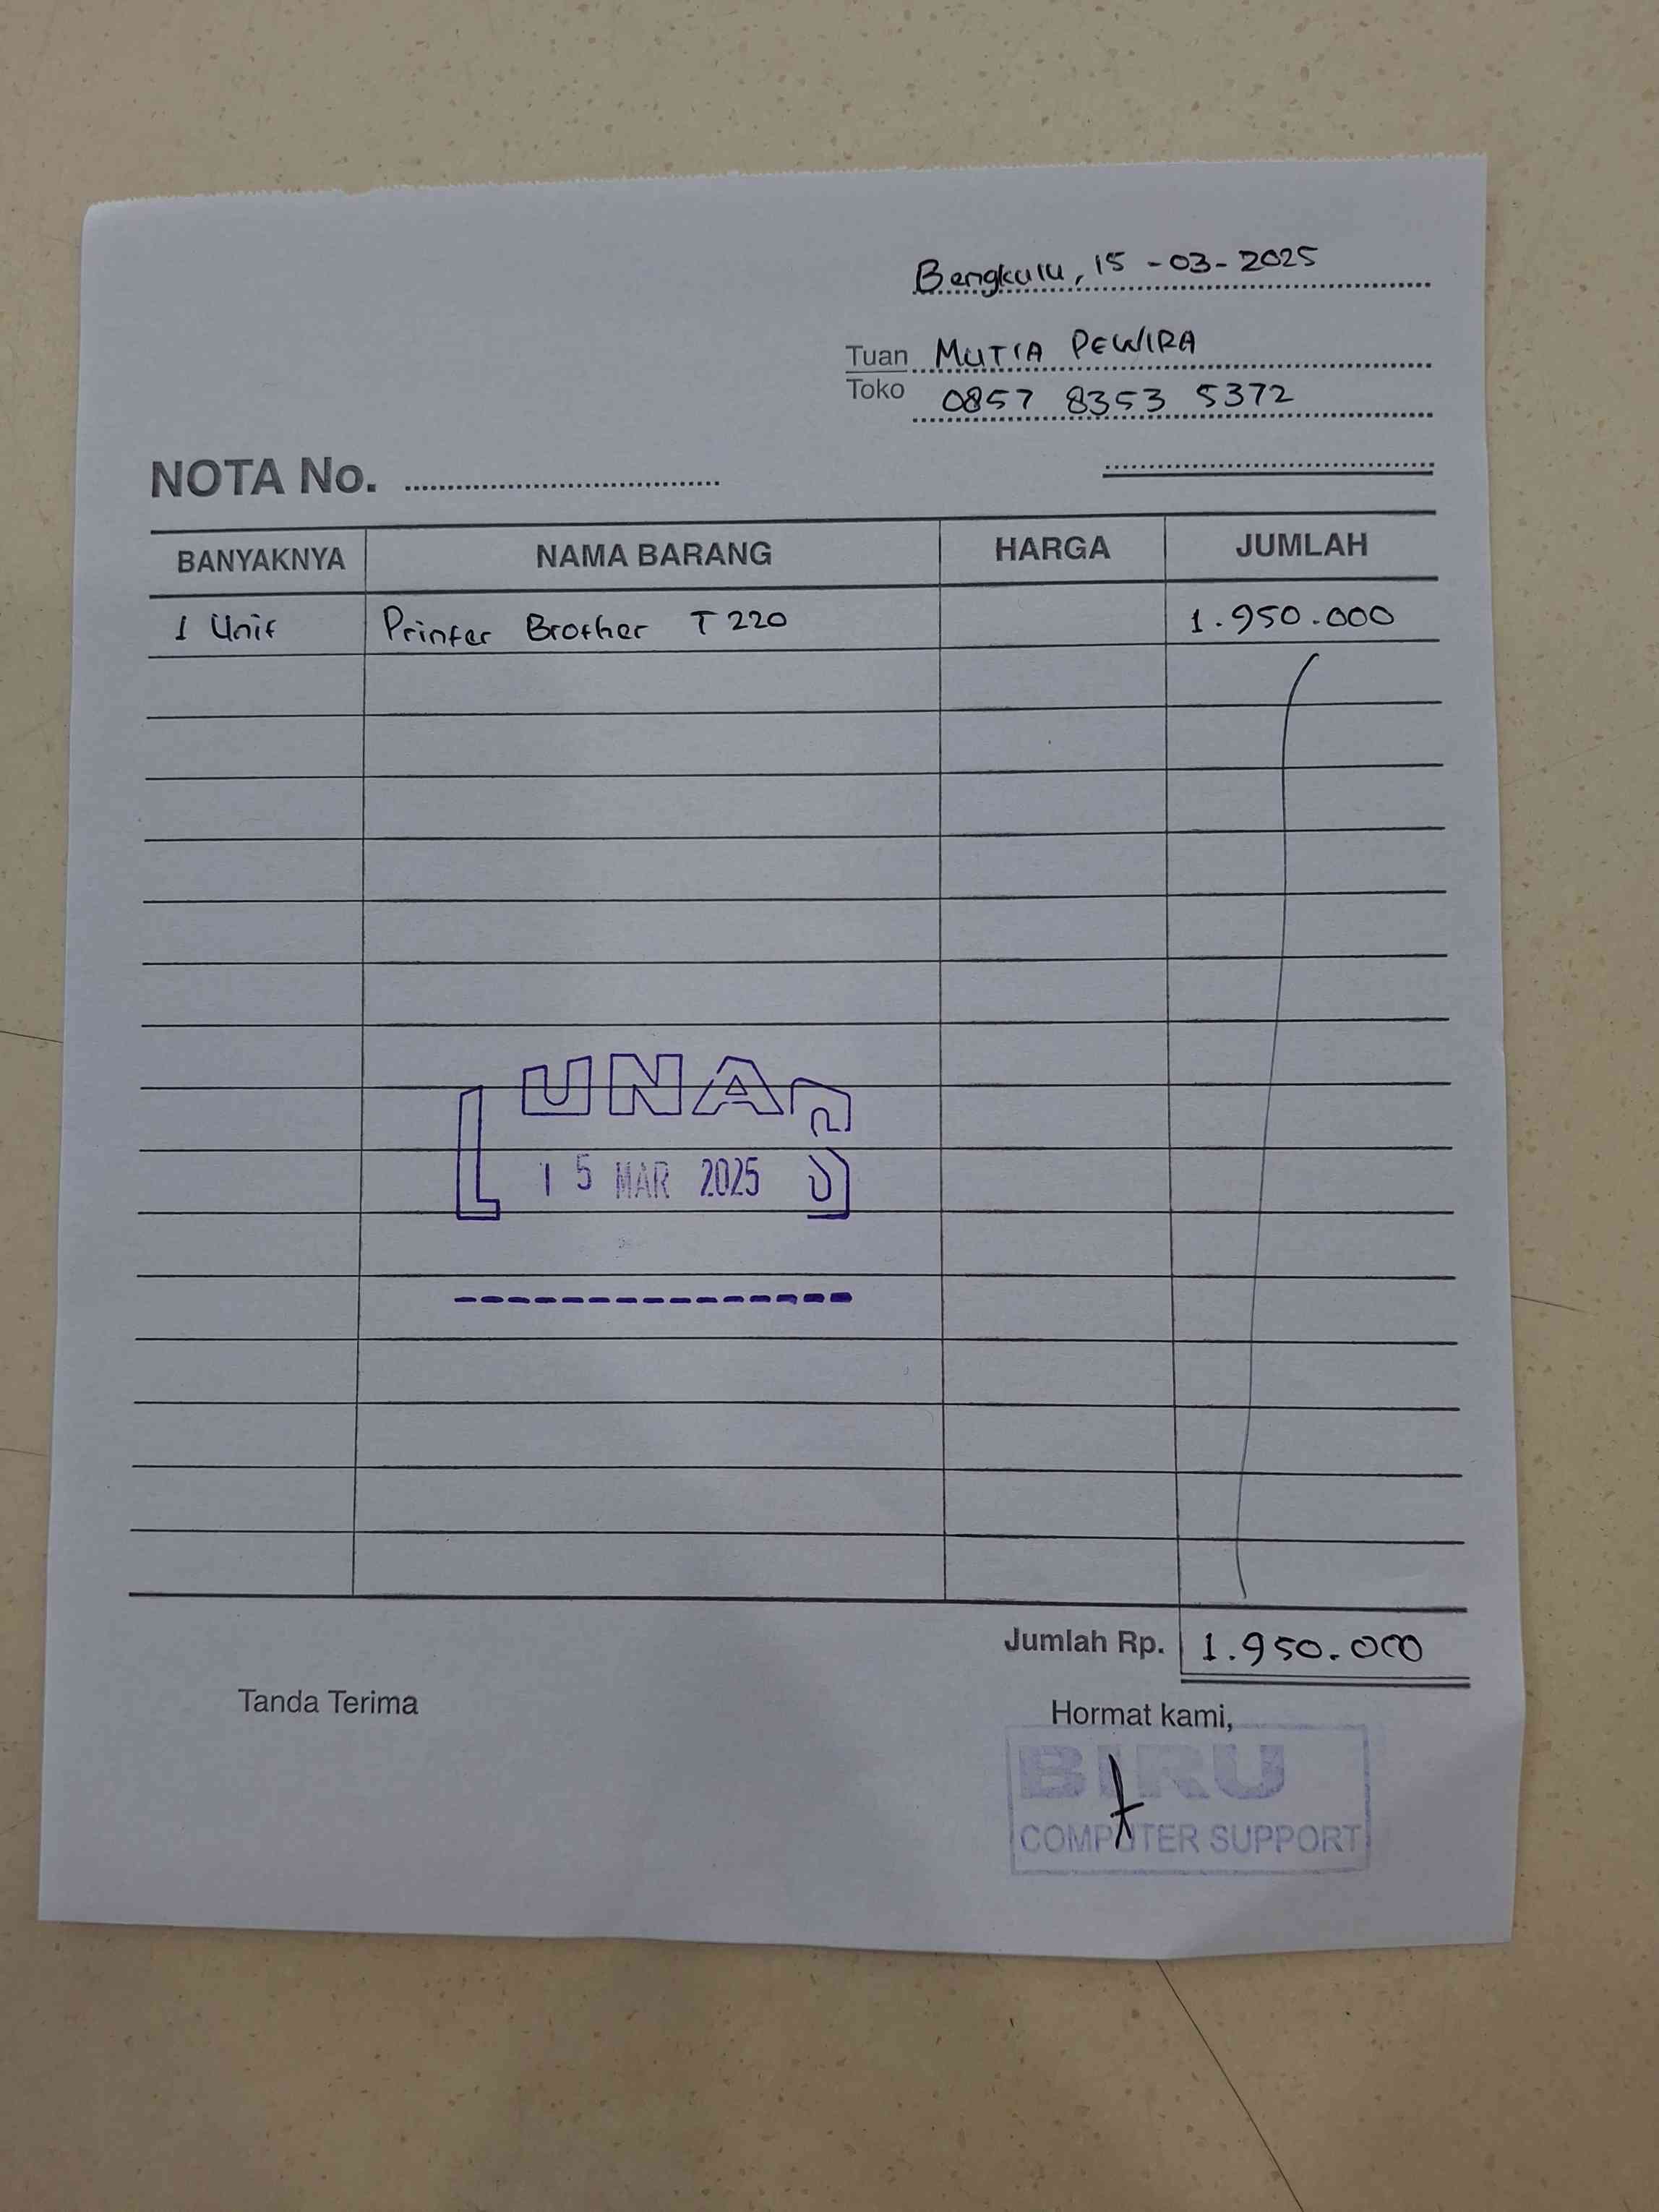 Bengkulu, 15 - 03 - 2025
Tuan MUTIA PEWIRA
Toko 0857 8353 5372
NOTA No.
BANYAKNYA NAMA BARANG HARGA JUMLAH
1 Unit Printer Brother T 220 1.950.000
LUNAS
15 MAR 2025
Jumlah Rp. 1.950.000
Tanda Terima Hormat kami,
BIRU
COMPUTER SUPPORT